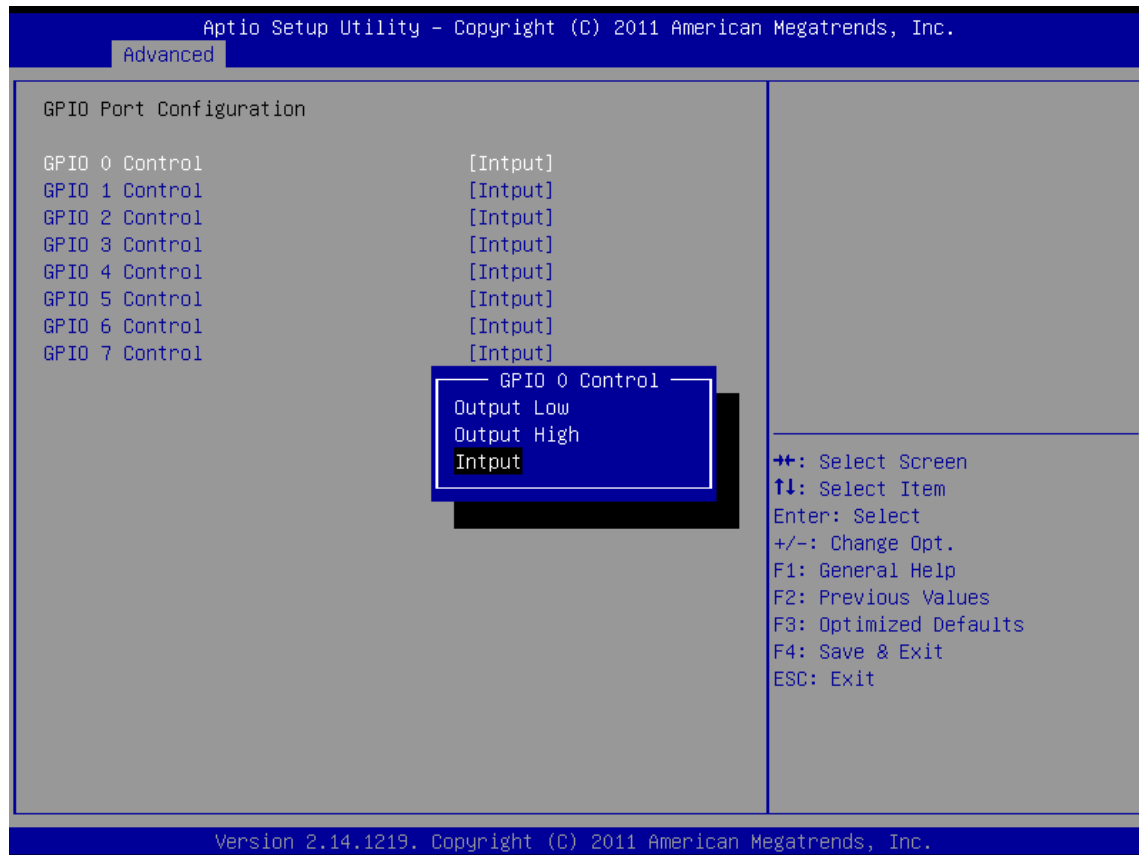 Aptio Setup Utility – Copyright (C) 2011 American Megatrends, Inc.
Advanced
GPIO Port Configuration
GPIO 0 Control [Intput]
GPIO 1 Control [Intput]
GPIO 2 Control [Intput]
GPIO 3 Control [Intput]
GPIO 4 Control [Intput]
GPIO 5 Control [Intput]
GPIO 6 Control [Intput]
GPIO 7 Control [Intput]
GPIO 0 Control
Output Low
Output High
Intput
→←: Select Screen
↑↓: Select Item
Enter: Select
+/-: Change Opt.
F1: General Help
F2: Previous Values
F3: Optimized Defaults
F4: Save & Exit
ESC: Exit
Version 2.14.1219. Copyright (C) 2011 American Megatrends, Inc.